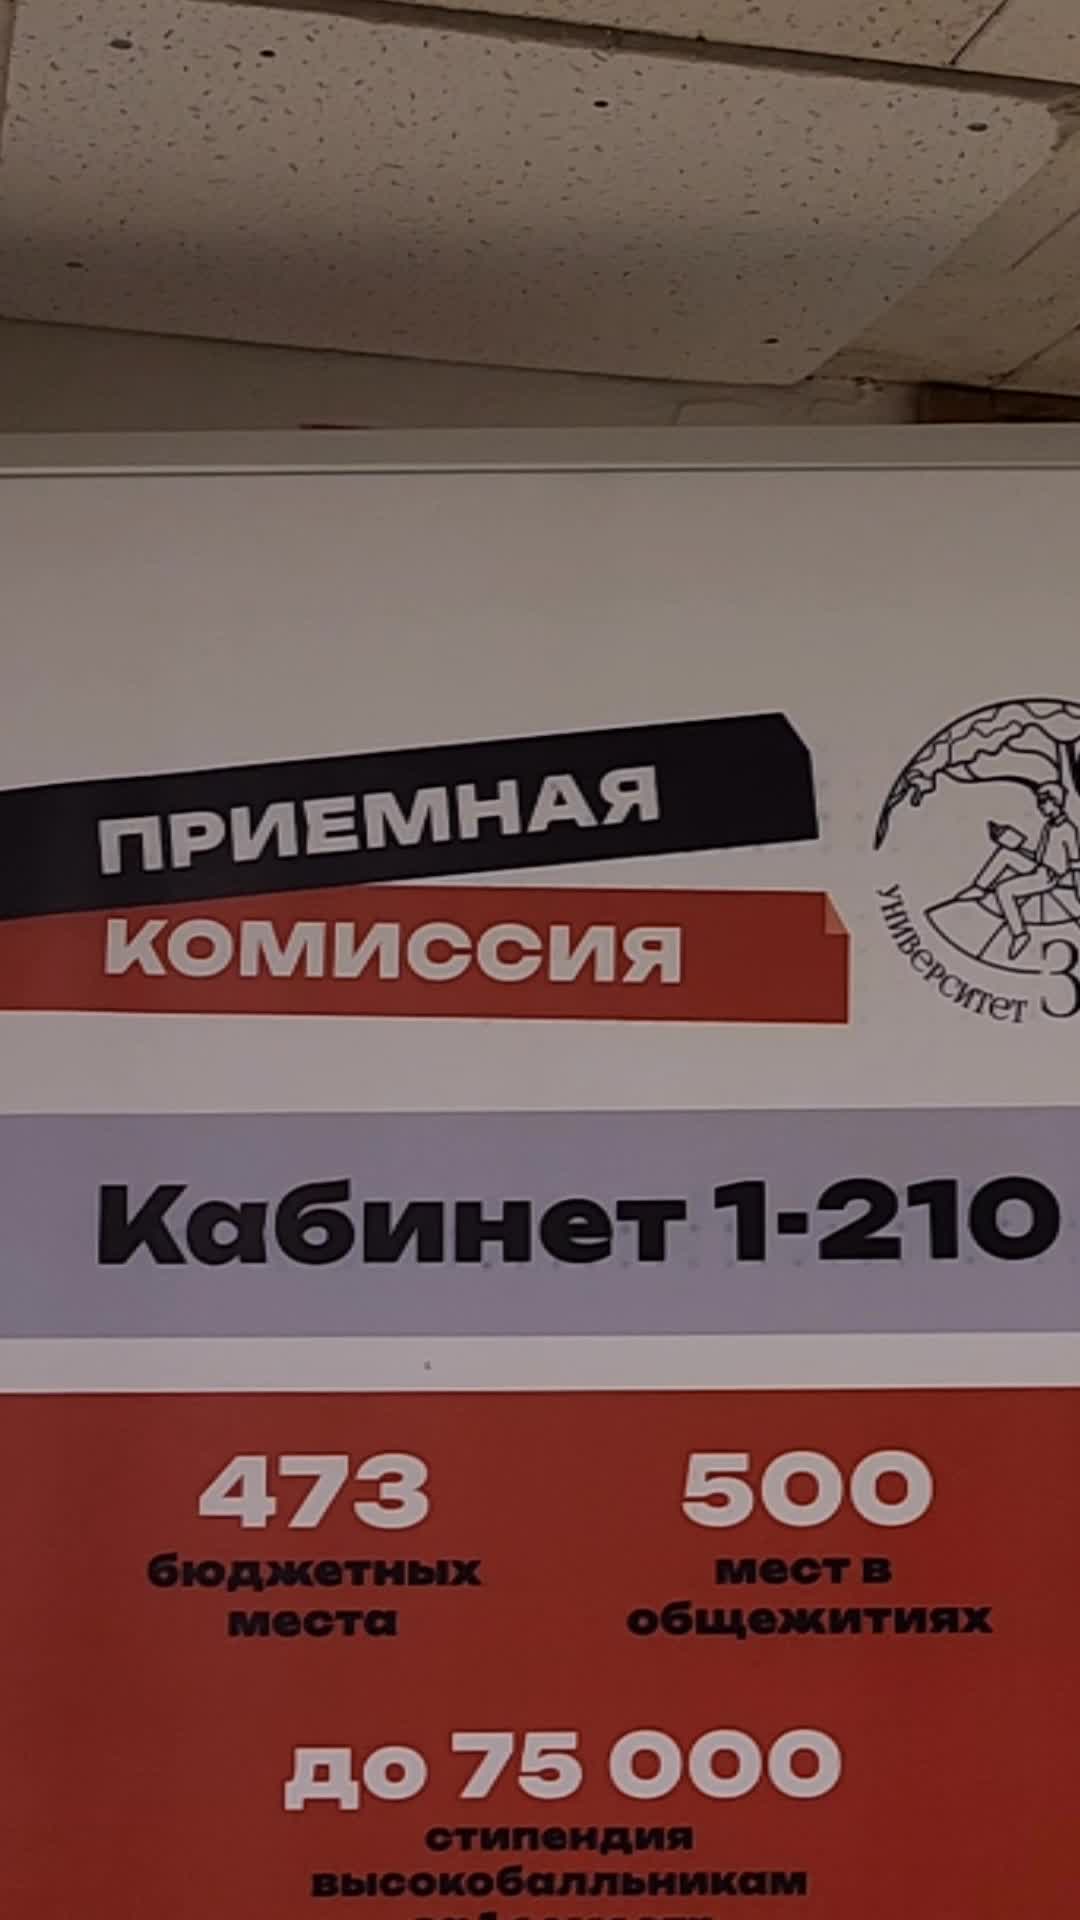 ПРИЕМНАЯ
КОМИССИЯ
УНИВЕРСИТЕТ
Кабинет 1-210
473
бюджетных
места
500
мест в
общежитиях
до 75 000
стипендия
высокобалльникам